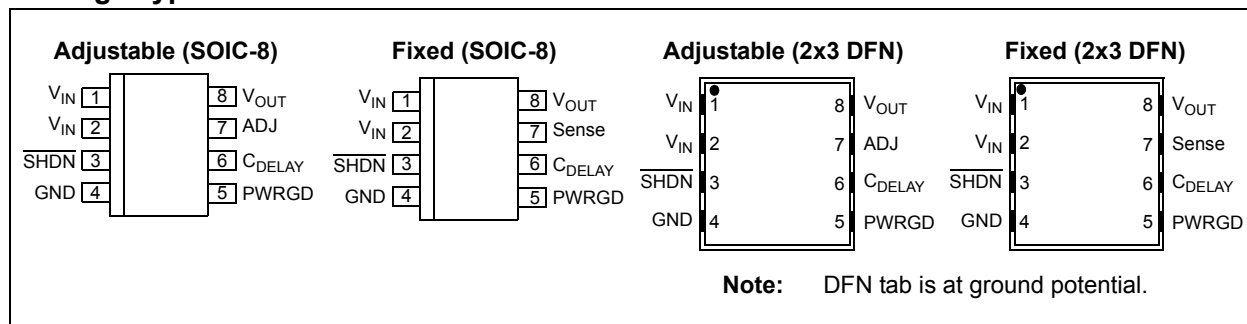 Adjustable (SOIC-8)
VIN 1
VIN 2
SHDN 3
GND 4
8 VOUT
7 ADJ
6 CDELAY
5 PWRGD
Fixed (SOIC-8)
VIN 1
VIN 2
SHDN 3
GND 4
8 VOUT
7 Sense
6 CDELAY
5 PWRGD
Adjustable (2x3 DFN)
VIN 1
VIN 2
SHDN 3
GND 4
8 VOUT
7 ADJ
6 CDELAY
5 PWRGD
Fixed (2x3 DFN)
VIN 1
VIN 2
SHDN 3
GND 4
8 VOUT
7 Sense
6 CDELAY
5 PWRGD
Note: DFN tab is at ground potential.